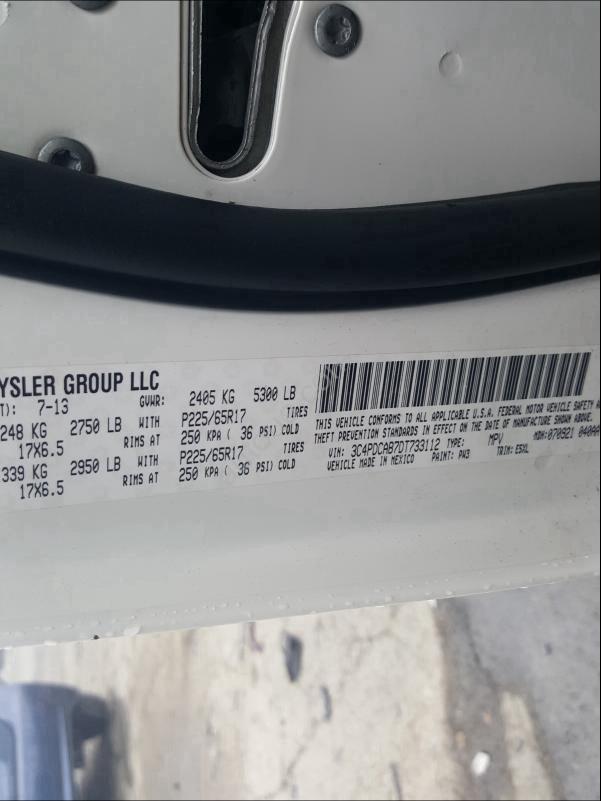 YSLER GROUP LLC
T): 7-13 GVWR: 2405 KG 5300 LB
248 KG 2750 LB WITH P225/65R17 TIRES
17X6.5 RIMS AT 250 KPA ( 36 PSI) COLD
339 KG 2950 LB WITH P225/65R17 TIRES
17X6.5 RIMS AT 250 KPA ( 36 PSI) COLD
THIS VEHICLE CONFORMS TO ALL APPLICABLE U.S.A. FEDERAL MOTOR VEHICLE SAFETY
THEFT PREVENTION STANDARDS IN EFFECT ON THE DATE OF MANUFACTURE SHOWN ABOVE.
VIN: 3C4PDCAB7DT733112 TYPE: MPV MDH: 070921 040AA
VEHICLE MADE IN MEXICO PAINT: PW3 TRIM: E5XL